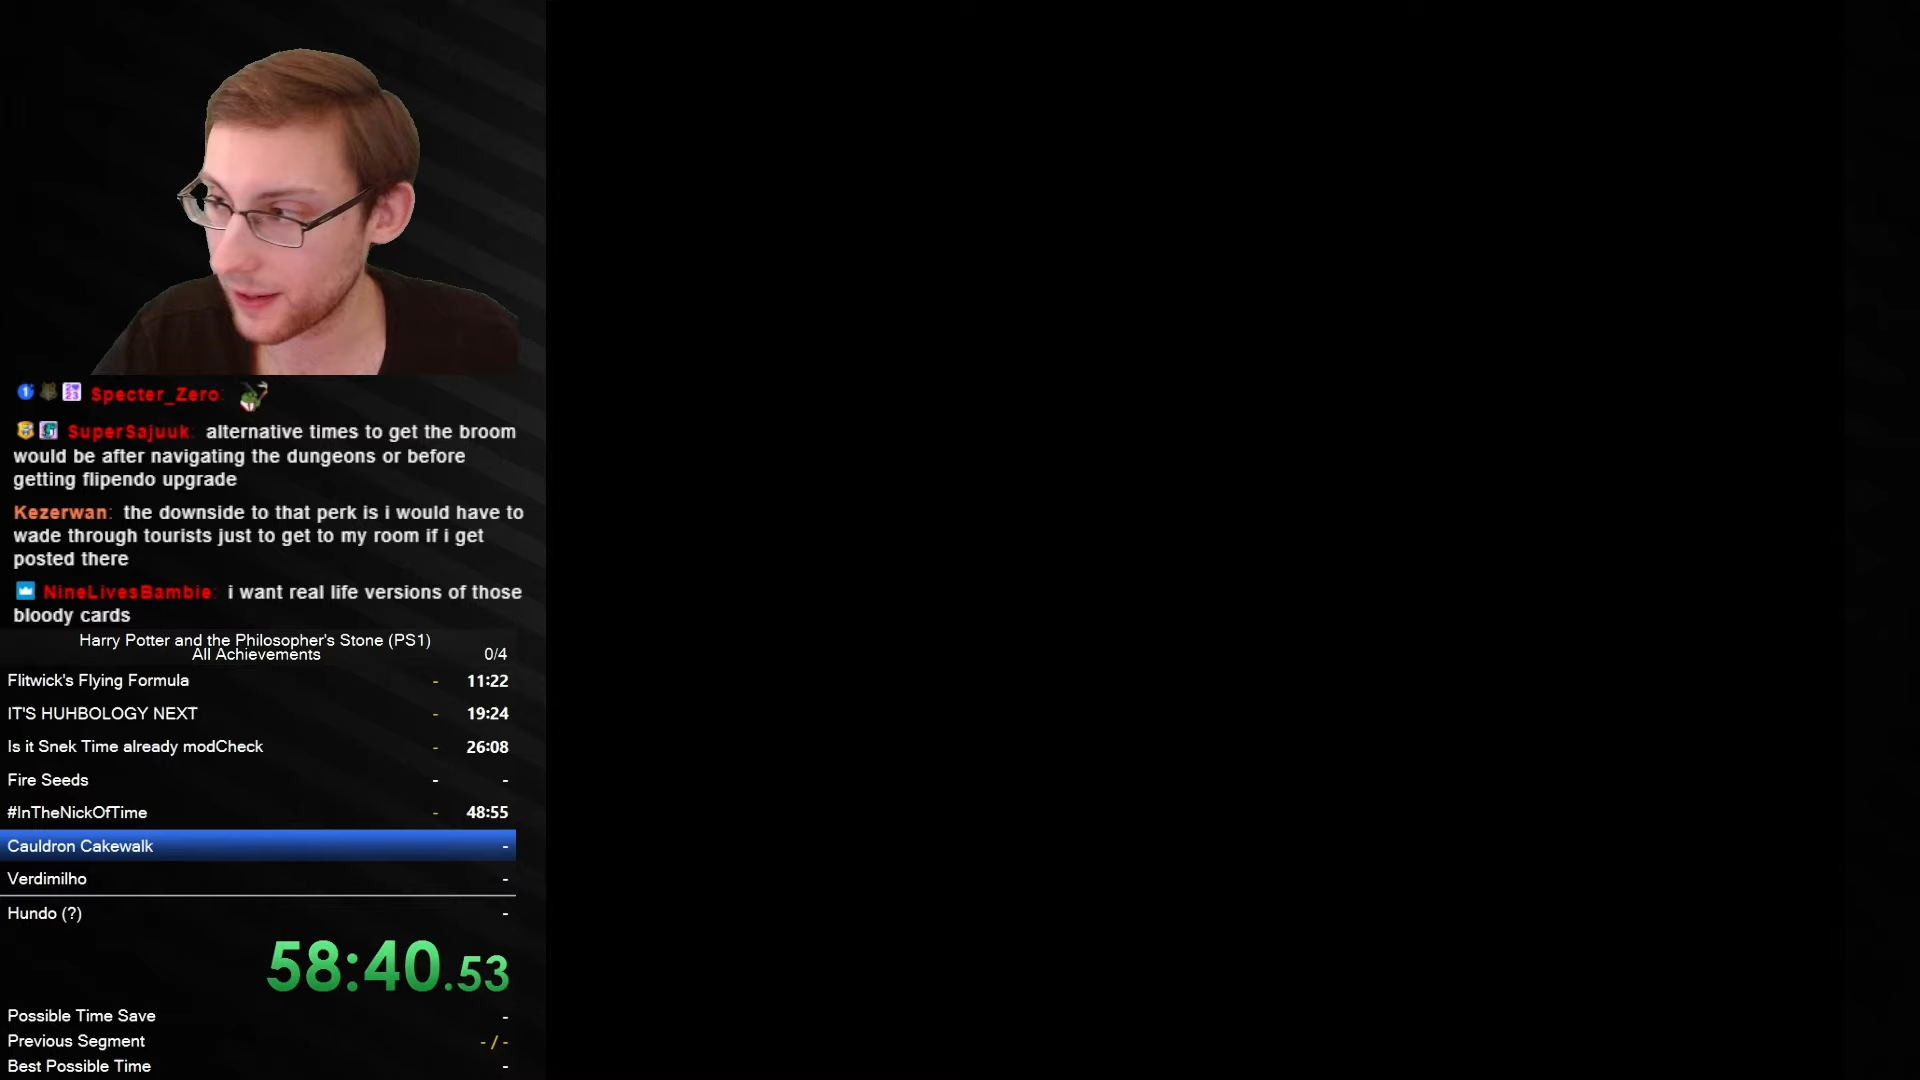 Specter_Zero:
SuperSajuuk: alternative times to get the broom
would be after navigating the dungeons or before
getting flipendo upgrade
Kezerwan: the downside to that perk is i would have to
wade through tourists just to get to my room if i get
posted there
NineLivesBambie: i want real life versions of those
bloody cards
Harry Potter and the Philosopher's Stone (PS1)
All Achievements 0/4
Flitwick's Flying Formula - 11:22
IT'S HUHBOLOGY NEXT - 19:24
Is it Snek Time already modCheck - 26:08
Fire Seeds - -
#InTheNickOfTime - 48:55
Cauldron Cakewalk -
Verdimilho -
Hundo (?) -
58:40.53
Possible Time Save -
Previous Segment - / -
Best Possible Time -